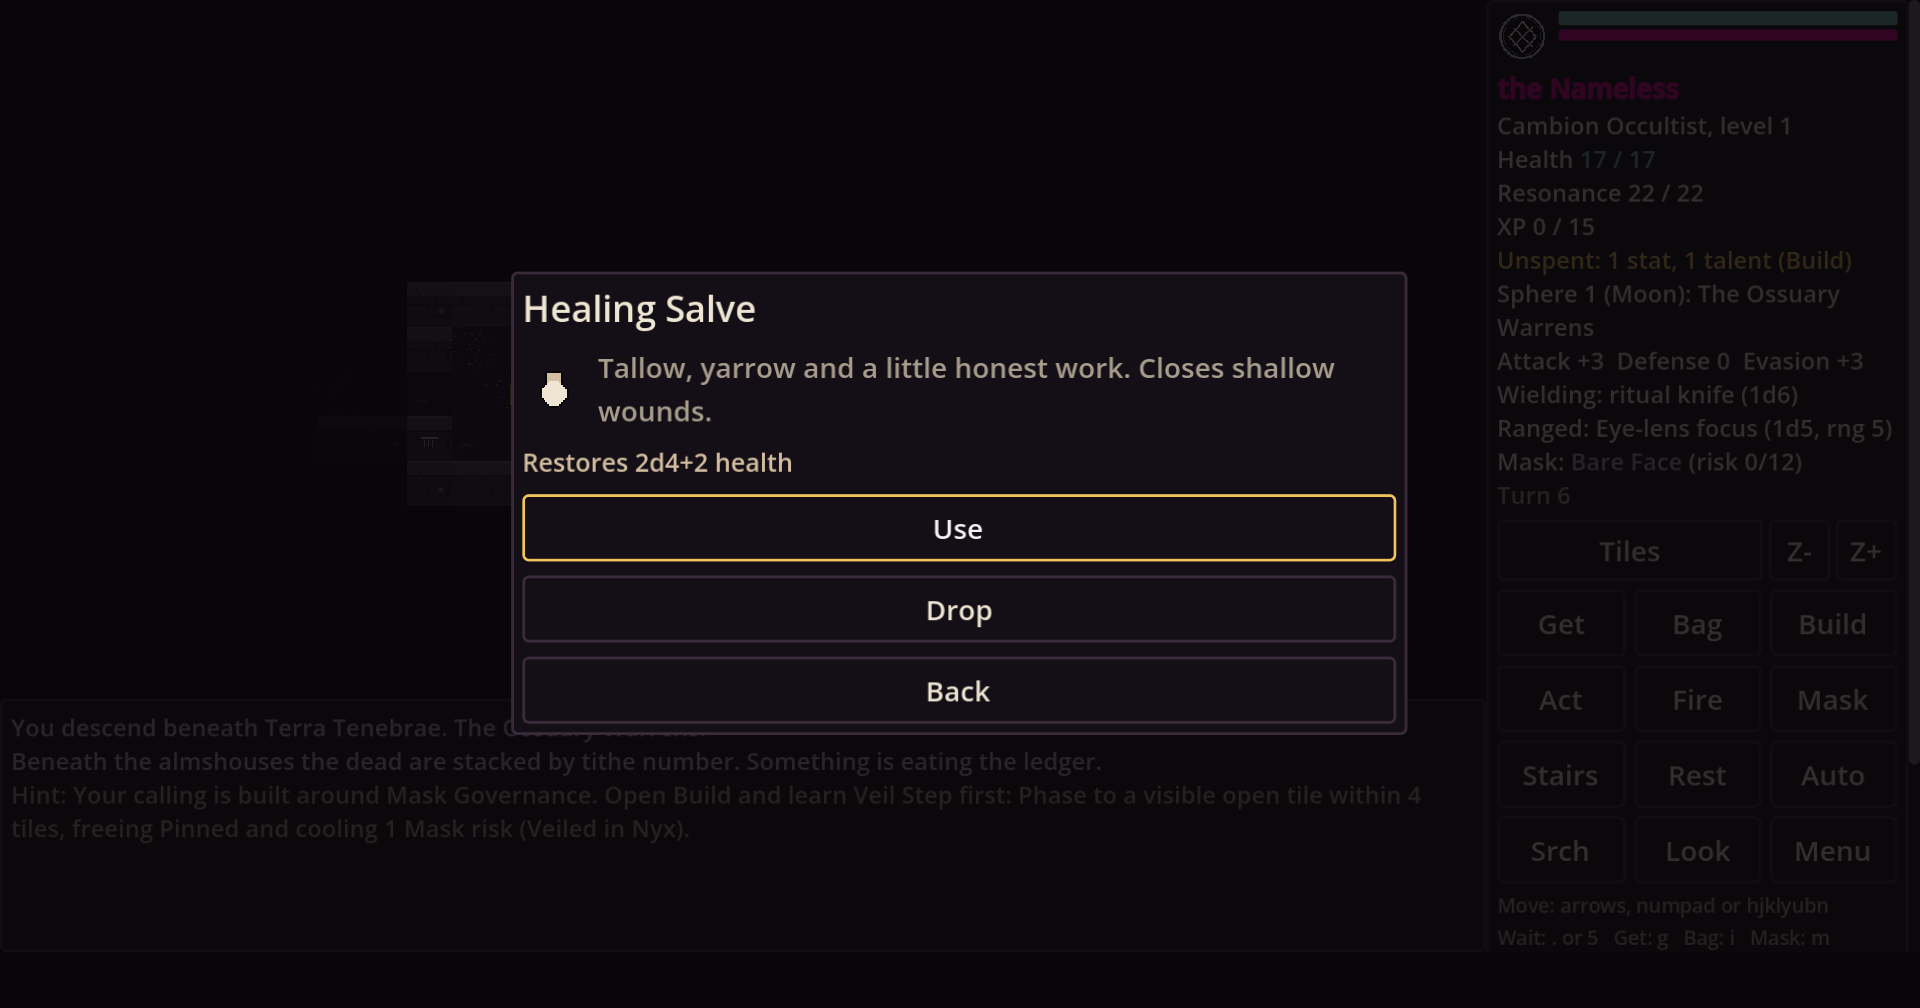 the Nameless
Cambion Occultist, level 1
Health 17 / 17
Resonance 22 / 22
XP 0 / 15
Unspent: 1 stat, 1 talent (Build)
Sphere 1 (Moon): The Ossuary
Warrens
Attack +3 Defense 0 Evasion +3
Wielding: ritual knife (1d6)
Ranged: Eye-lens focus (1d5, rng 5)
Mask: Bare Face (risk 0/12)
Turn 6
Tiles Z- Z+
Get Bag Build
Act Fire Mask
Stairs Rest Auto
Srch Look Menu
Move: arrows, numpad or hjklyubn
Wait: . or 5 Get: g Bag: i Mask: m
Healing Salve
Tallow, yarrow and a little honest work. Closes shallow
wounds.
Restores 2d4+2 health
Use
Drop
Back
You descend beneath Terra Tenebrae. The
Beneath the almshouses the dead are stacked by tithe number. Something is eating the ledger.
Hint: Your calling is built around Mask Governance. Open Build and learn Veil Step first: Phase to a visible open tile within 4
tiles, freeing Pinned and cooling 1 Mask risk (Veiled in Nyx).